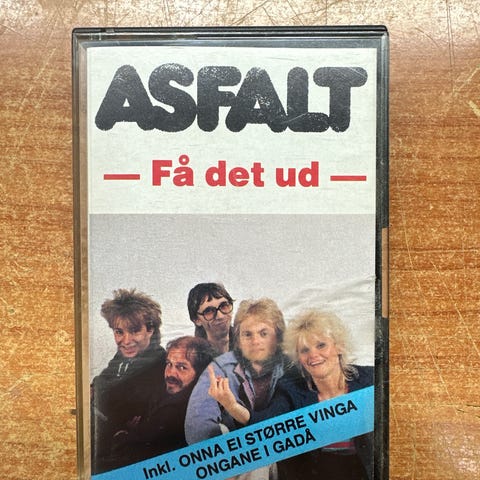 ASFALT
— Få det ud —
Inkl. ONNA EI STØRRE VINGA
ONGANE I GADÅ